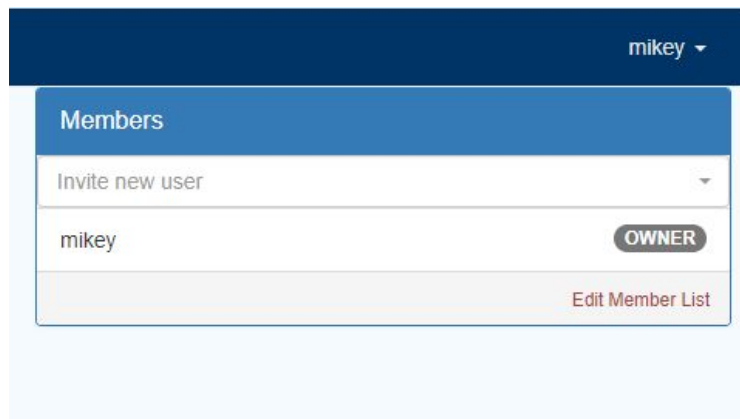 mikey
Members
Invite new user
mikey OWNER
Edit Member List